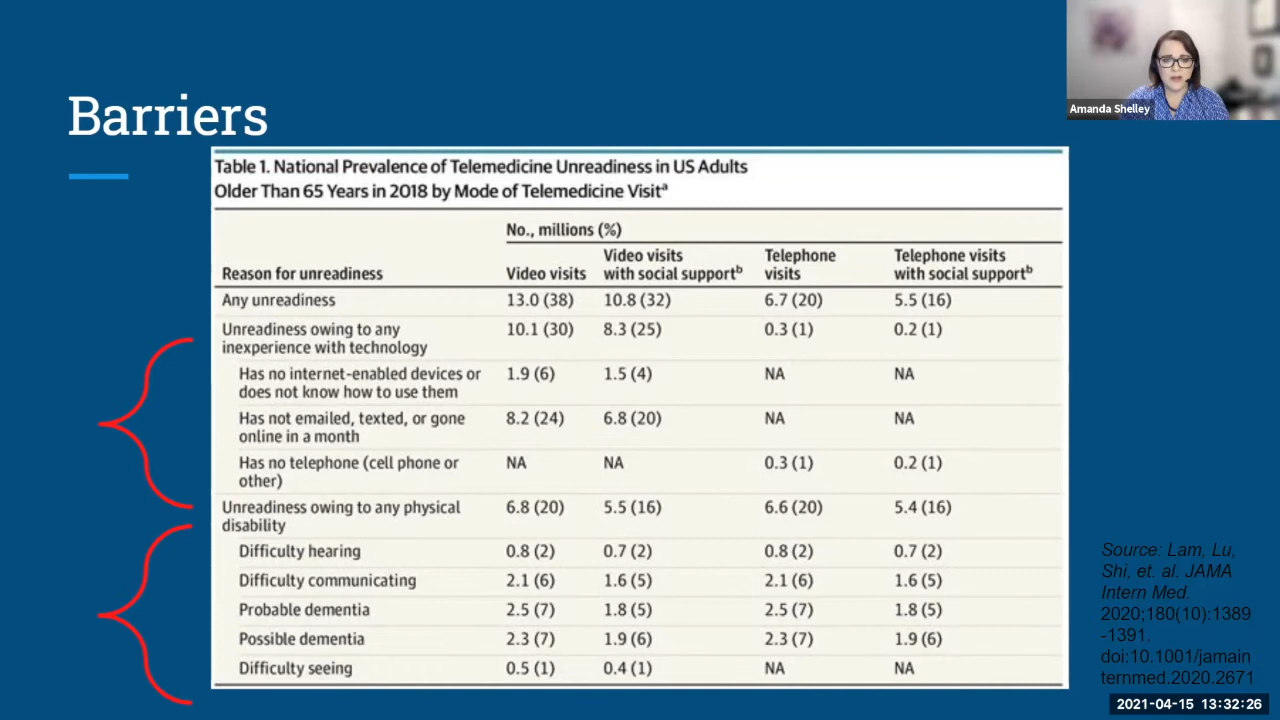 Amanda Shelley
Barriers
Table 1. National Prevalence of Telemedicine Unreadiness in US Adults
Older Than 65 Years in 2018 by Mode of Telemedicine Visitᵃ
No., millions (%)
Reason for unreadiness Video visits Video visits with social supportᵇ Telephone visits Telephone visits with social supportᵇ
Any unreadiness 13.0 (38) 10.8 (32) 6.7 (20) 5.5 (16)
Unreadiness owing to any 10.1 (30) 8.3 (25) 0.3 (1) 0.2 (1)
inexperience with technology
Has no internet-enabled devices or 1.9 (6) 1.5 (4) NA NA
does not know how to use them
Has not emailed, texted, or gone 8.2 (24) 6.8 (20) NA NA
online in a month
Has no telephone (cell phone or NA NA 0.3 (1) 0.2 (1)
other)
Unreadiness owing to any physical 6.8 (20) 5.5 (16) 6.6 (20) 5.4 (16)
disability
Difficulty hearing 0.8 (2) 0.7 (2) 0.8 (2) 0.7 (2)
Difficulty communicating 2.1 (6) 1.6 (5) 2.1 (6) 1.6 (5)
Probable dementia 2.5 (7) 1.8 (5) 2.5 (7) 1.8 (5)
Possible dementia 2.3 (7) 1.9 (6) 2.3 (7) 1.9 (6)
Difficulty seeing 0.5 (1) 0.4 (1) NA NA
Source: Lam, Lu,
Shi, et. al. JAMA
Intern Med.
2020;180(10):1389
-1391.
doi:10.1001/jamain
ternmed.2020.2671
2021-04-15 13:32:26